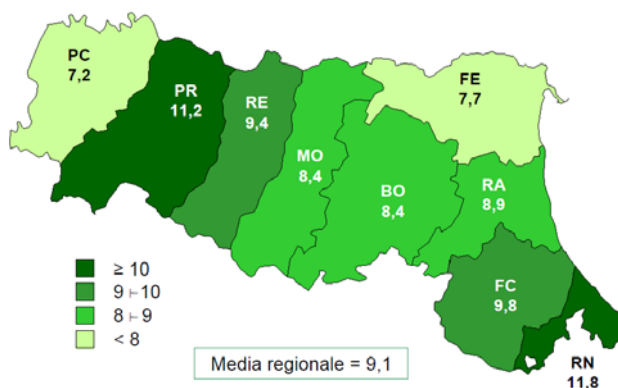 PC
7,2
PR
11,2
RE
9,4
MO
8,4
BO
8,4
FE
7,7
RA
8,9
FC
9,8
RN
11,8
≥ 10
9 ⊢ 10
8 ⊢ 9
< 8
Media regionale = 9,1